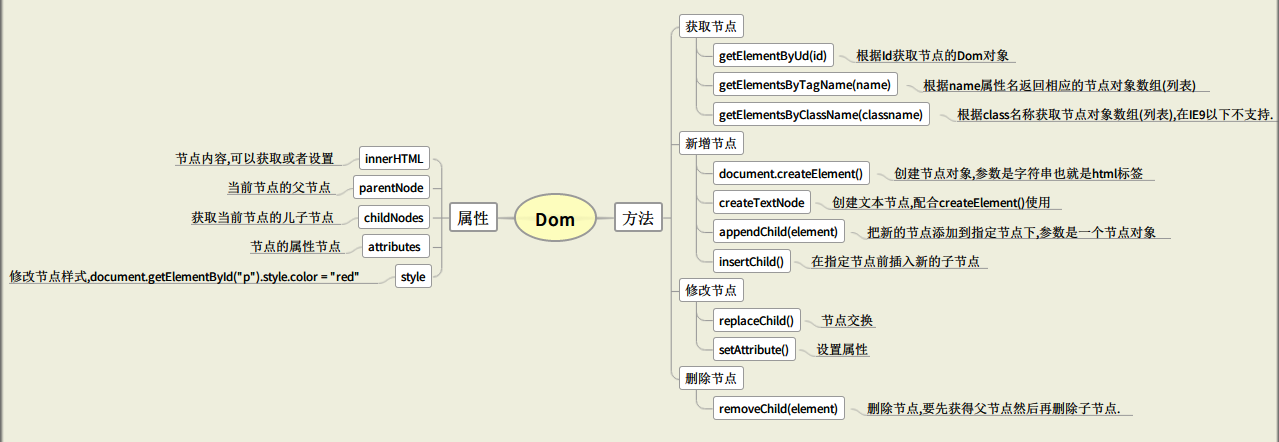 Dom
属性
innerHTML
节点内容,可以获取或者设置
parentNode
当前节点的父节点
childNodes
获取当前节点的儿子节点
attributes
节点的属性节点
style
修改节点样式,document.getElementById("p").style.color = "red"
方法
获取节点
getElementByUd(id)
根据Id获取节点的Dom对象
getElementsByTagName(name)
根据name属性名返回相应的节点对象数组(列表)
getElementsByClassName(classname)
根据class名称获取节点对象数组(列表),在IE9以下不支持.
新增节点
document.createElement()
创建节点对象,参数是字符串也就是html标签
createTextNode
创建文本节点,配合createElement()使用
appendChild(element)
把新的节点添加到指定节点下,参数是一个节点对象
insertChild()
在指定节点前插入新的子节点
修改节点
replaceChild()
节点交换
setAttribute()
设置属性
删除节点
removeChild(element)
删除节点,要先获得父节点然后再删除子节点.